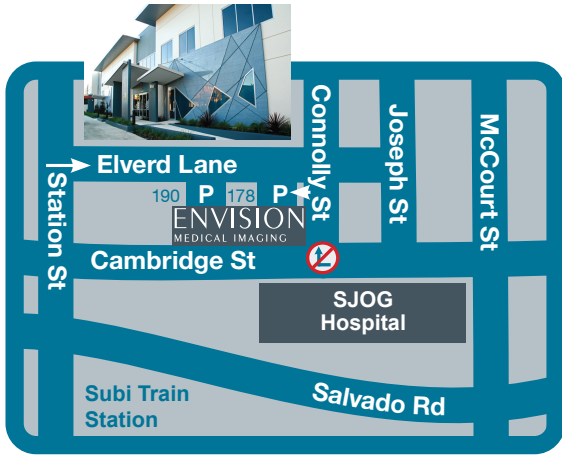 Elverd Lane
Station St
Connolly St
Joseph St
McCourt St
190 P 178 P
ENVISION
MEDICAL IMAGING
Cambridge St
SJOG
Hospital
Salvado Rd
Subi Train
Station